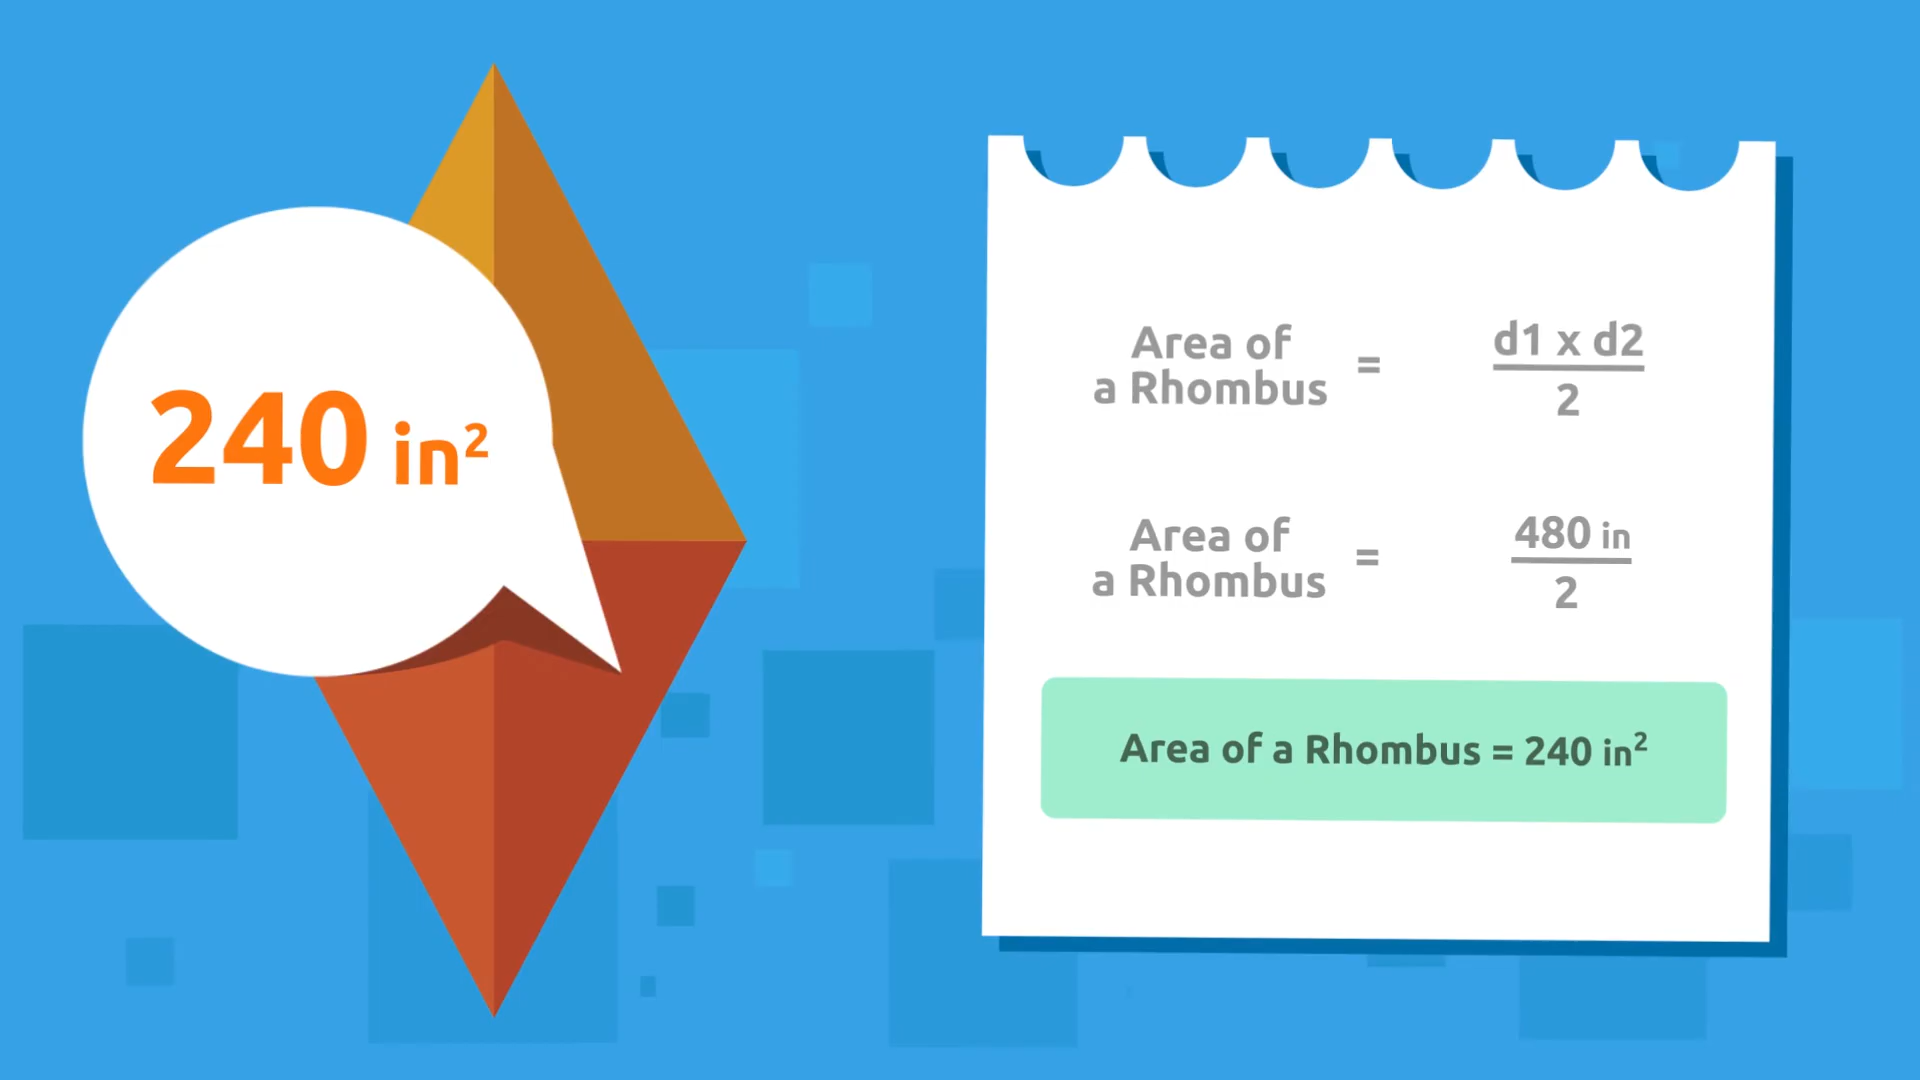 240 in²
Area of
a Rhombus
=
d1 x d2
2
Area of
a Rhombus
=
480 in
2
Area of a Rhombus = 240 in²